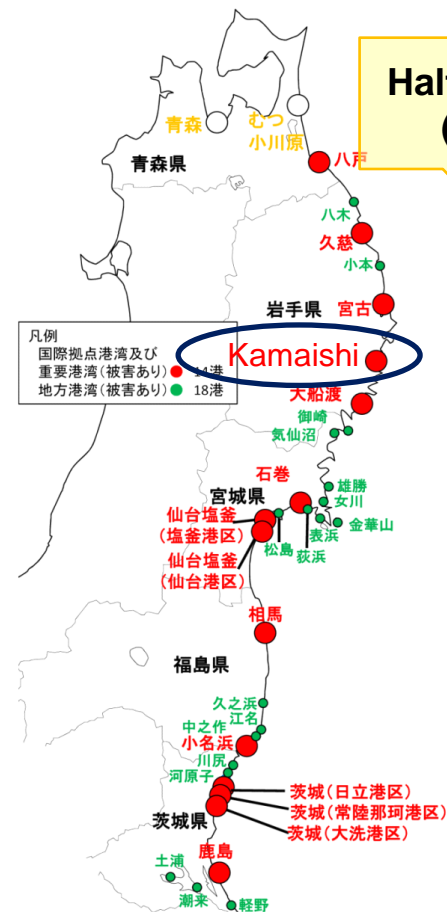 Hal
(
青森
むつ
小川原
青森県
八戸
八木
久慈
小本
岩手県
宮古
凡例
国際拠点港湾及び
重要港湾(被害あり) 14港
地方港湾(被害あり) 18港
Kamaishi
大船渡
御崎
気仙沼
石巻
宮城県
雄勝
女川
金華山
表浜
荻浜
松島
仙台塩釜
(塩釜港区)
仙台塩釜
(仙台港区)
相馬
福島県
久之浜
江名
中之作
小名浜
川尻
河原子
茨城(日立港区)
茨城(常陸那珂港区)
茨城(大洗港区)
茨城県
鹿島
土浦
潮来
軽野